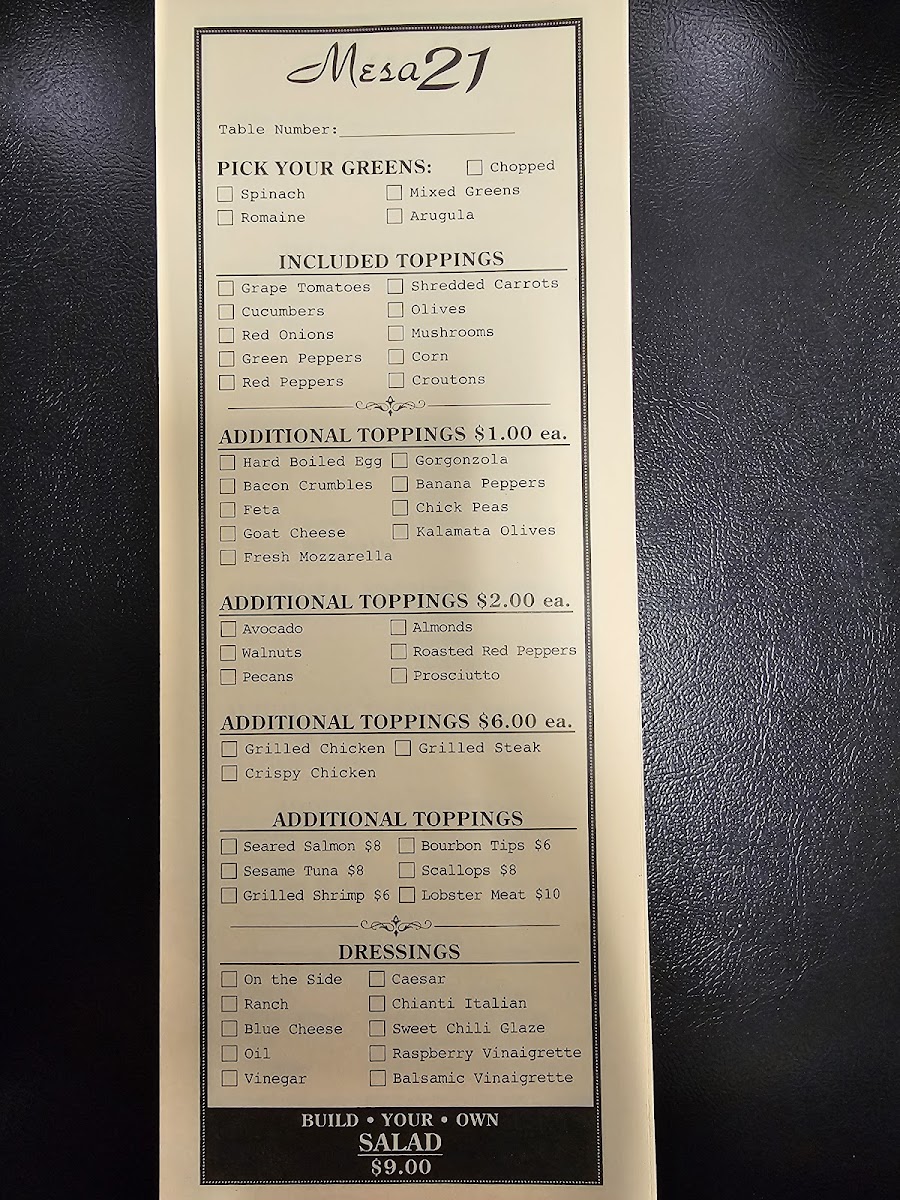 Mesa 21
Table Number:
PICK YOUR GREENS: Chopped
Spinach Mixed Greens
Romaine Arugula
INCLUDED TOPPINGS
Grape Tomatoes Shredded Carrots
Cucumbers Olives
Red Onions Mushrooms
Green Peppers Corn
Red Peppers Croutons
ADDITIONAL TOPPINGS $1.00 ea.
Hard Boiled Egg Gorgonzola
Bacon Crumbles Banana Peppers
Feta Chick Peas
Goat Cheese Kalamata Olives
Fresh Mozzarella
ADDITIONAL TOPPINGS $2.00 ea.
Avocado Almonds
Walnuts Roasted Red Peppers
Pecans Prosciutto
ADDITIONAL TOPPINGS $6.00 ea.
Grilled Chicken Grilled Steak
Crispy Chicken
ADDITIONAL TOPPINGS
Seared Salmon $8 Bourbon Tips $6
Sesame Tuna $8 Scallops $8
Grilled Shrimp $6 Lobster Meat $10
DRESSINGS
On the Side Caesar
Ranch Chianti Italian
Blue Cheese Sweet Chili Glaze
Oil Raspberry Vinaigrette
Vinegar Balsamic Vinaigrette
BUILD • YOUR • OWN
SALAD
$9.00